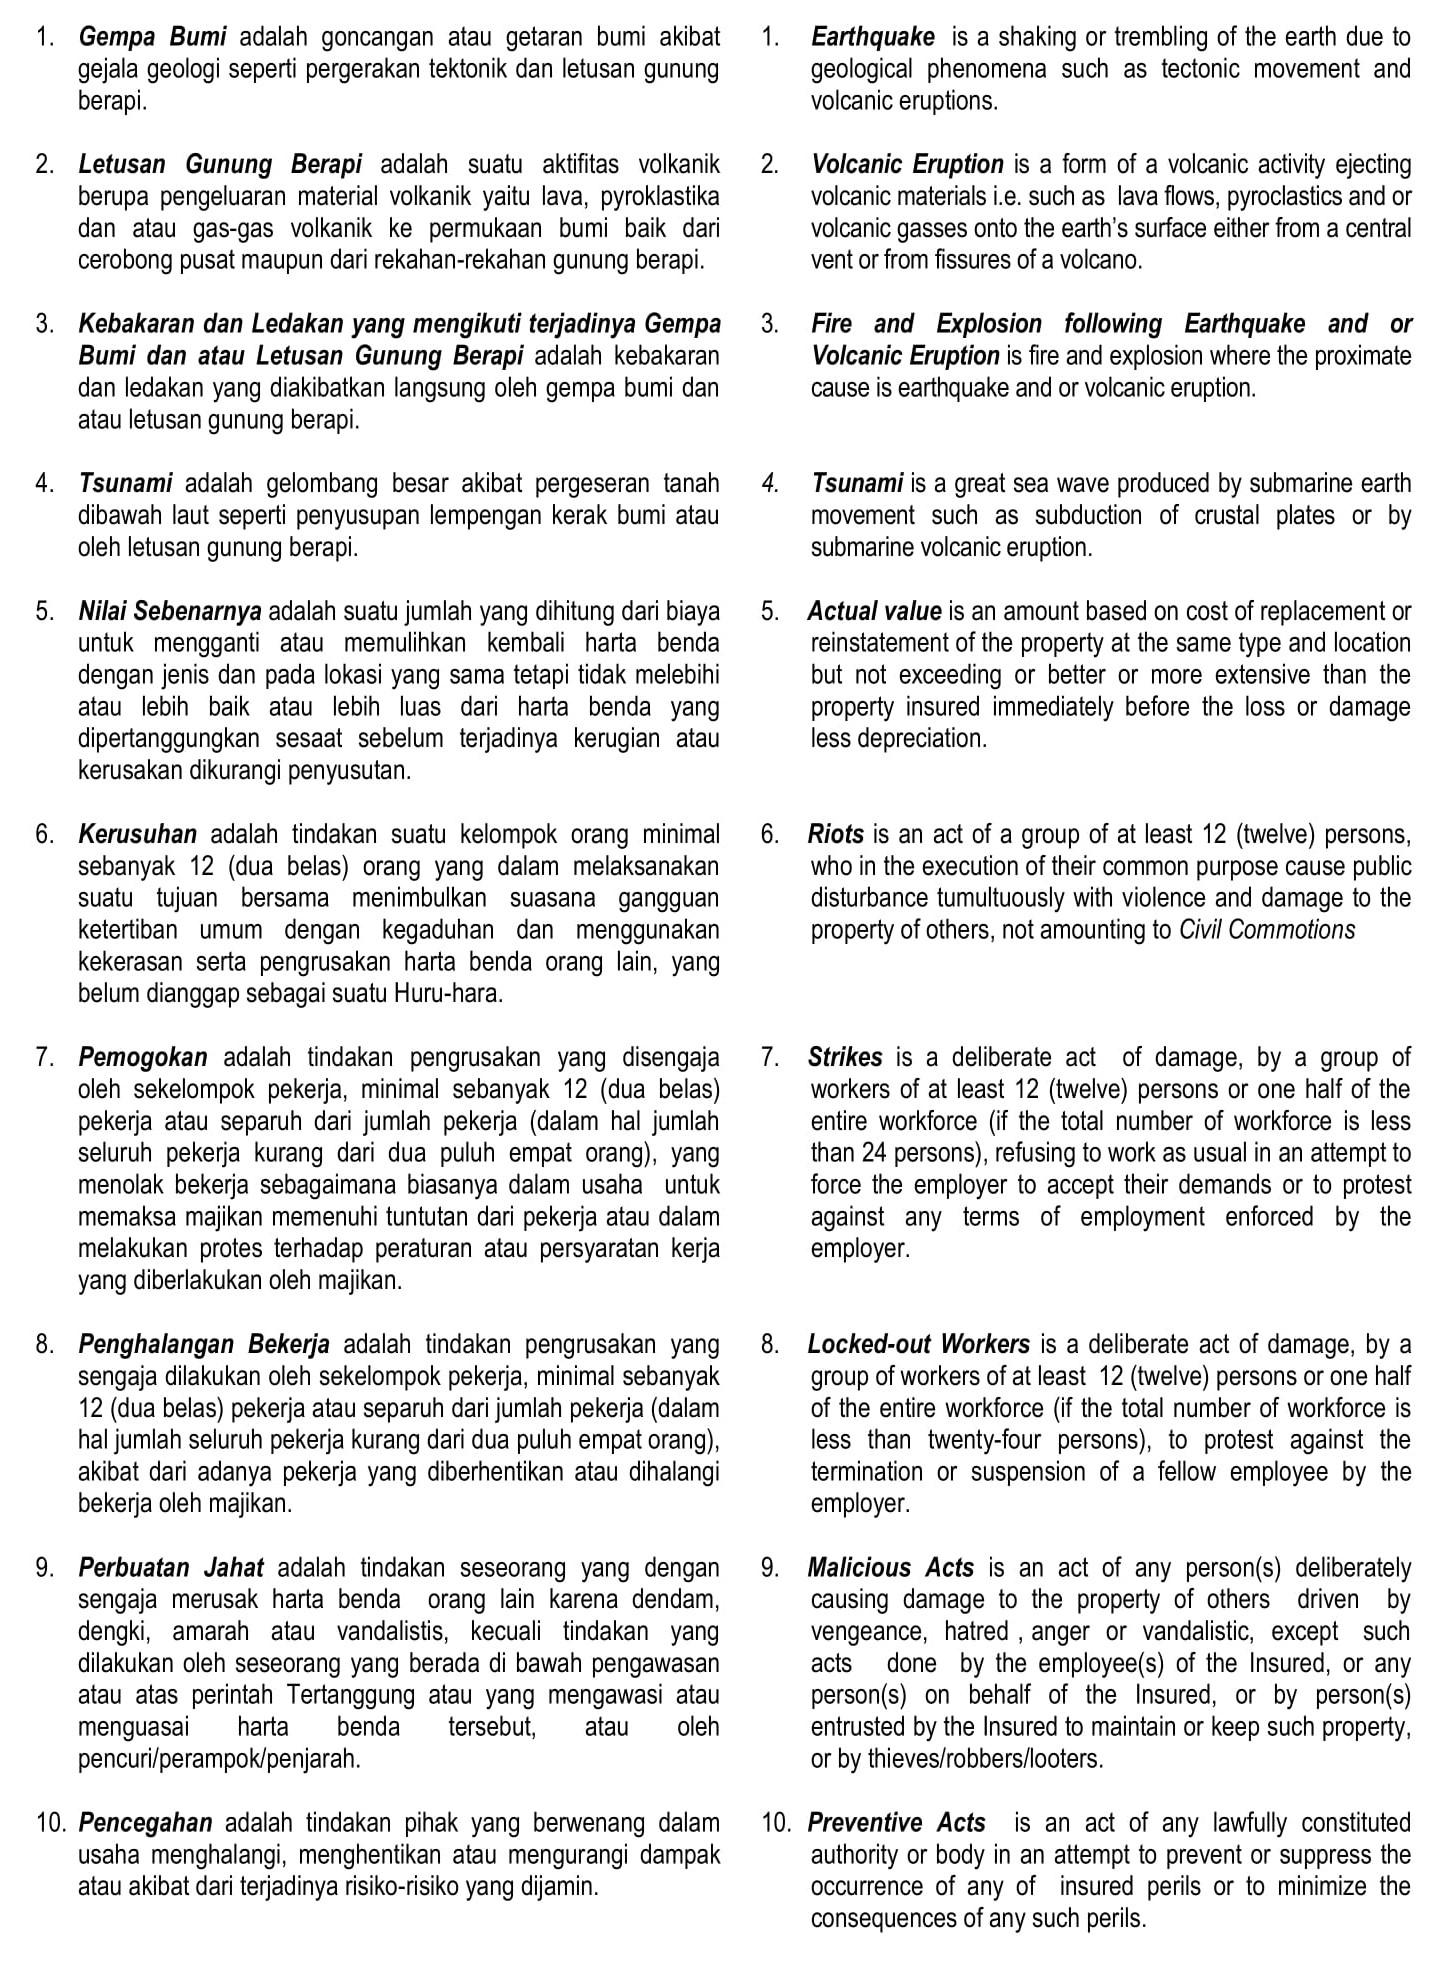 1. Gempa Bumi adalah goncangan atau getaran bumi akibat
gejala geologi seperti pergerakan tektonik dan letusan gunung
berapi.
2. Letusan Gunung Berapi adalah suatu aktifitas volkanik
berupa pengeluaran material volkanik yaitu lava, pyroklastika
dan atau gas-gas volkanik ke permukaan bumi baik dari
cerobong pusat maupun dari rekahan-rekahan gunung berapi.
3. Kebakaran dan Ledakan yang mengikuti terjadinya Gempa
Bumi dan atau Letusan Gunung Berapi adalah kebakaran
dan ledakan yang diakibatkan langsung oleh gempa bumi dan
atau letusan gunung berapi.
4. Tsunami adalah gelombang besar akibat pergeseran tanah
dibawah laut seperti penyusupan lempengan kerak bumi atau
oleh letusan gunung berapi.
5. Nilai Sebenarnya adalah suatu jumlah yang dihitung dari biaya
untuk mengganti atau memulihkan kembali harta benda
dengan jenis dan pada lokasi yang sama tetapi tidak melebihi
atau lebih baik atau lebih luas dari harta benda yang
dipertanggungkan sesaat sebelum terjadinya kerugian atau
kerusakan dikurangi penyusutan.
6. Kerusuhan adalah tindakan suatu kelompok orang minimal
sebanyak 12 (dua belas) orang yang dalam melaksanakan
suatu tujuan bersama menimbulkan suasana gangguan
ketertiban umum dengan kegaduhan dan menggunakan
kekerasan serta pengrusakan harta benda orang lain, yang
belum dianggap sebagai suatu Huru-hara.
7. Pemogokan adalah tindakan pengrusakan yang disengaja
oleh sekelompok pekerja, minimal sebanyak 12 (dua belas)
pekerja atau separuh dari jumlah pekerja (dalam hal jumlah
seluruh pekerja kurang dari dua puluh empat orang), yang
menolak bekerja sebagaimana biasanya dalam usaha untuk
memaksa majikan memenuhi tuntutan dari pekerja atau dalam
melakukan protes terhadap peraturan atau persyaratan kerja
yang diberlakukan oleh majikan.
8. Penghalangan Bekerja adalah tindakan pengrusakan yang
sengaja dilakukan oleh sekelompok pekerja, minimal sebanyak
12 (dua belas) pekerja atau separuh dari jumlah pekerja (dalam
hal jumlah seluruh pekerja kurang dari dua puluh empat orang),
akibat dari adanya pekerja yang diberhentikan atau dihalangi
bekerja oleh majikan.
9. Perbuatan Jahat adalah tindakan seseorang yang dengan
sengaja merusak harta benda orang lain karena dendam,
dengki, amarah atau vandalistis, kecuali tindakan yang
dilakukan oleh seseorang yang berada di bawah pengawasan
atau atas perintah Tertanggung atau yang mengawasi atau
menguasai harta benda tersebut, atau oleh
pencuri/perampok/penjarah.
10. Pencegahan adalah tindakan pihak yang berwenang dalam
usaha menghalangi, menghentikan atau mengurangi dampak
atau akibat dari terjadinya risiko-risiko yang dijamin.
1. Earthquake is a shaking or trembling of the earth due to
geological phenomena such as tectonic movement and
volcanic eruptions.
2. Volcanic Eruption is a form of a volcanic activity ejecting
volcanic materials i.e. such as lava flows, pyroclastics and or
volcanic gasses onto the earth's surface either from a central
vent or from fissures of a volcano.
3. Fire and Explosion following Earthquake and or
Volcanic Eruption is fire and explosion where the proximate
cause is earthquake and or volcanic eruption.
4. Tsunami is a great sea wave produced by submarine earth
movement such as subduction of crustal plates or by
submarine volcanic eruption.
5. Actual value is an amount based on cost of replacement or
reinstatement of the property at the same type and location
but not exceeding or better or more extensive than the
property insured immediately before the loss or damage
less depreciation.
6. Riots is an act of a group of at least 12 (twelve) persons,
who in the execution of their common purpose cause public
disturbance tumultuously with violence and damage to the
property of others, not amounting to Civil Commotions
7. Strikes is a deliberate act of damage, by a group of
workers of at least 12 (twelve) persons or one half of the
entire workforce (if the total number of workforce is less
than 24 persons), refusing to work as usual in an attempt to
force the employer to accept their demands or to protest
against any terms of employment enforced by the
employer.
8. Locked-out Workers is a deliberate act of damage, by a
group of workers of at least 12 (twelve) persons or one half
of the entire workforce (if the total number of workforce is
less than twenty-four persons), to protest against the
termination or suspension of a fellow employee by the
employer.
9. Malicious Acts is an act of any person(s) deliberately
causing damage to the property of others driven by
vengeance, hatred , anger or vandalistic, except such
acts done by the employee(s) of the Insured, or any
person(s) on behalf of the Insured, or by person(s)
entrusted by the Insured to maintain or keep such property,
or by thieves/robbers/looters.
10. Preventive Acts is an act of any lawfully constituted
authority or body in an attempt to prevent or suppress the
occurrence of any of insured perils or to minimize the
consequences of any such perils.